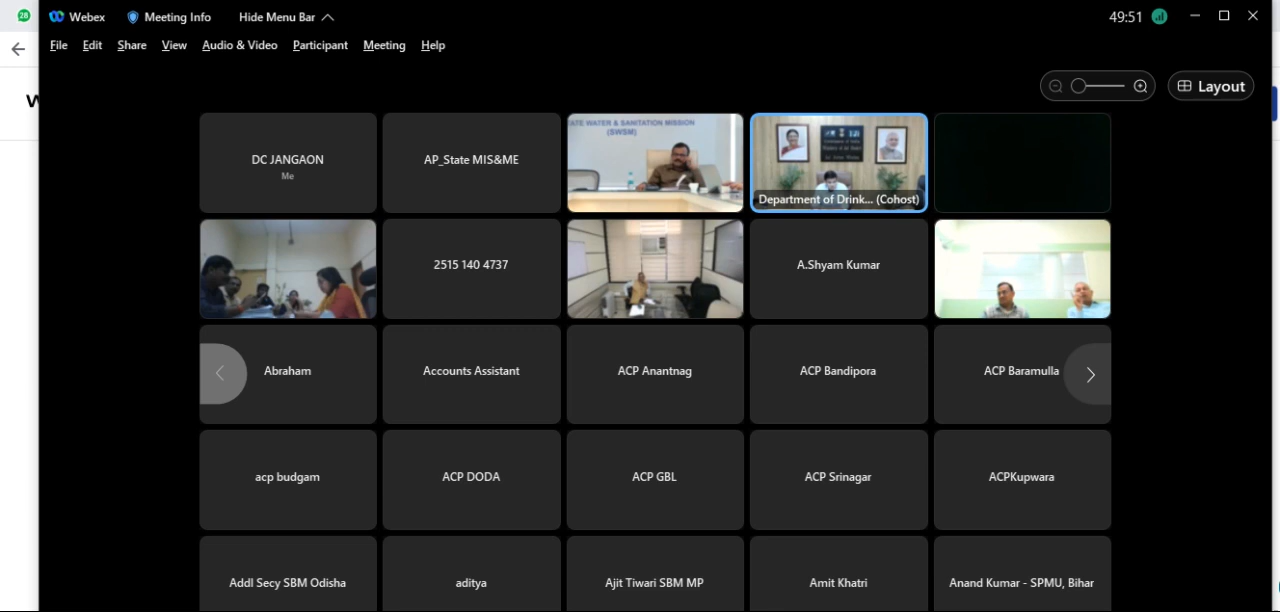 28
Webex
Meeting Info
Hide Menu Bar
49:51
File Edit Share View Audio & Video Participant Meeting Help
Layout
DC JANGAON
Me
AP_State MIS&ME
ATE WATER & SANITATION MISSION
(SWSM)
Department of Drink... (Cohost)
2515 140 4737
A.Shyam Kumar
Abraham
Accounts Assistant
ACP Anantnag
ACP Bandipora
ACP Baramulla
acp budgam
ACP DODA
ACP GBL
ACP Srinagar
ACPKupwara
Addl Secy SBM Odisha
aditya
Ajit Tiwari SBM MP
Amit Khatri
Anand Kumar - SPMU, Bihar